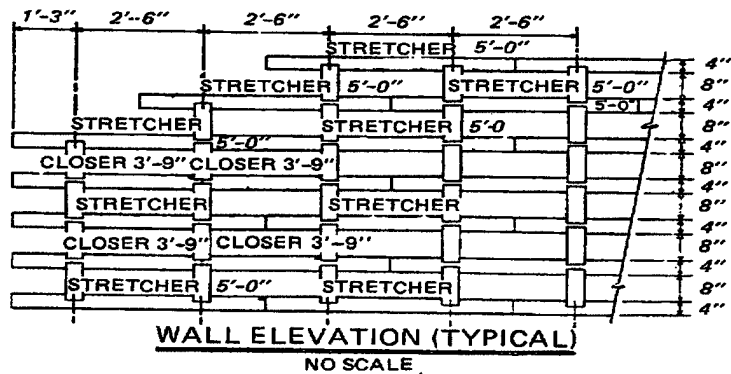 1'-3" 2'-6" 2'-6" 2'-6" 2'-6"
STRETCHER 5'-0" 4"
STRETCHER 5'-0" STRETCHER 5'-0" 8"
5'-0" 4"
STRETCHER STRETCHER 5'-0 8"
5'-0" 4"
CLOSER 3'-9" CLOSER 3'-9" 8"
4"
STRETCHER STRETCHER 8"
4"
CLOSER 3'-9" CLOSER 3'-9" 8"
4"
STRETCHER 5'-0" STRETCHER 8"
4"
WALL ELEVATION (TYPICAL)
NO SCALE